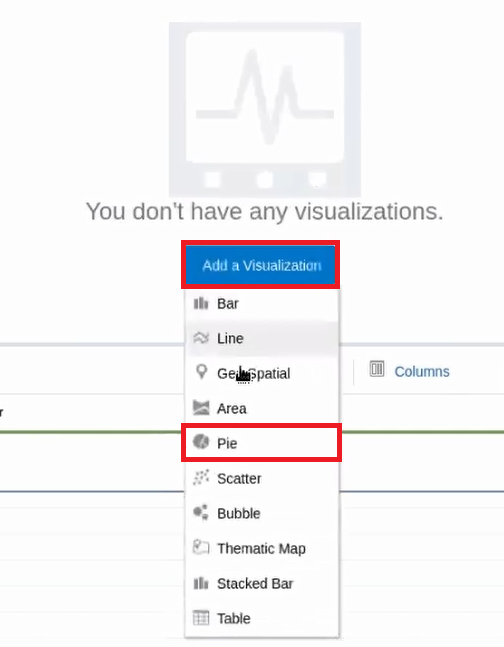 You don't have any visualizations.
Add a Visualization
Bar
Line
Spatial
Columns
r
Area
Pie
Scatter
Bubble
Thematic Map
Stacked Bar
Table